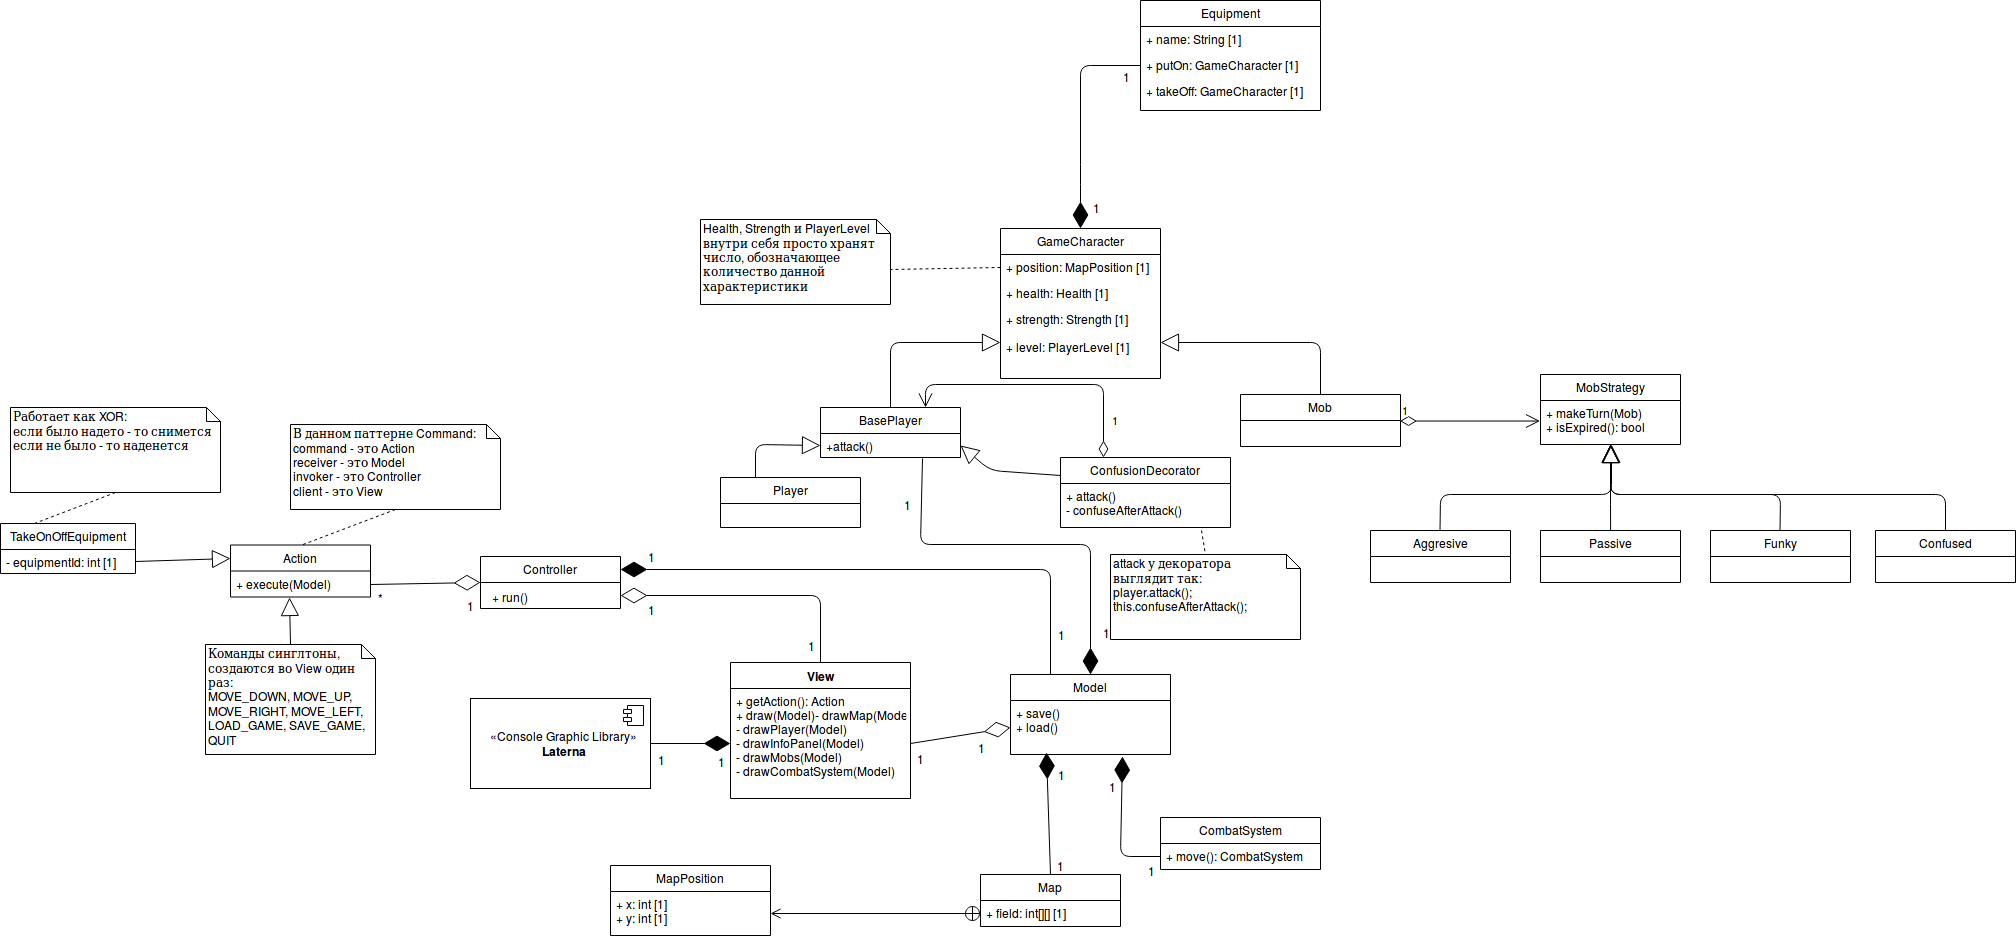 Equipment
+ name: String [1]
+ putOn: GameCharacter [1]
+ takeOff: GameCharacter [1]
1
1
Health, Strength и PlayerLevel
внутри себя просто хранят
число, обозначающее
количество данной
характеристики
GameCharacter
+ position: MapPosition [1]
+ health: Health [1]
+ strength: Strength [1]
+ level: PlayerLevel [1]
BasePlayer
+attack()
1
Player
1
ConfusionDecorator
+ attack()
- confuseAfterAttack()
attack у декоратора
выглядит так:
player.attack();
this.confuseAfterAttack();
Mob
1
MobStrategy
+ makeTurn(Mob)
+ isExpired(): bool
Aggresive
Passive
Funky
Confused
Работает как XOR:
если было надето - то снимется
если не было - то наденется
В данном паттерне Command:
command - это Action
receiver - это Model
invoker - это Controller
client - это View
TakeOnOffEquipment
- equipmentId: int [1]
Action
+ execute(Model)
*
1
Controller
+ run()
1
1
1
1
1
Команды синглтоны,
создаются во View один
раз:
MOVE_DOWN, MOVE_UP,
MOVE_RIGHT, MOVE_LEFT,
LOAD_GAME, SAVE_GAME,
QUIT
«Console Graphic Library»
Laterna
1
1
View
+ getAction(): Action
+ draw(Model)- drawMap(Mode
- drawPlayer(Model)
- drawInfoPanel(Model)
- drawMobs(Model)
- drawCombatSystem(Model)
1
1
Model
+ save()
+ load()
1
1
1
1
CombatSystem
+ move(): CombatSystem
MapPosition
+ x: int [1]
+ y: int [1]
Map
+ field: int[][] [1]